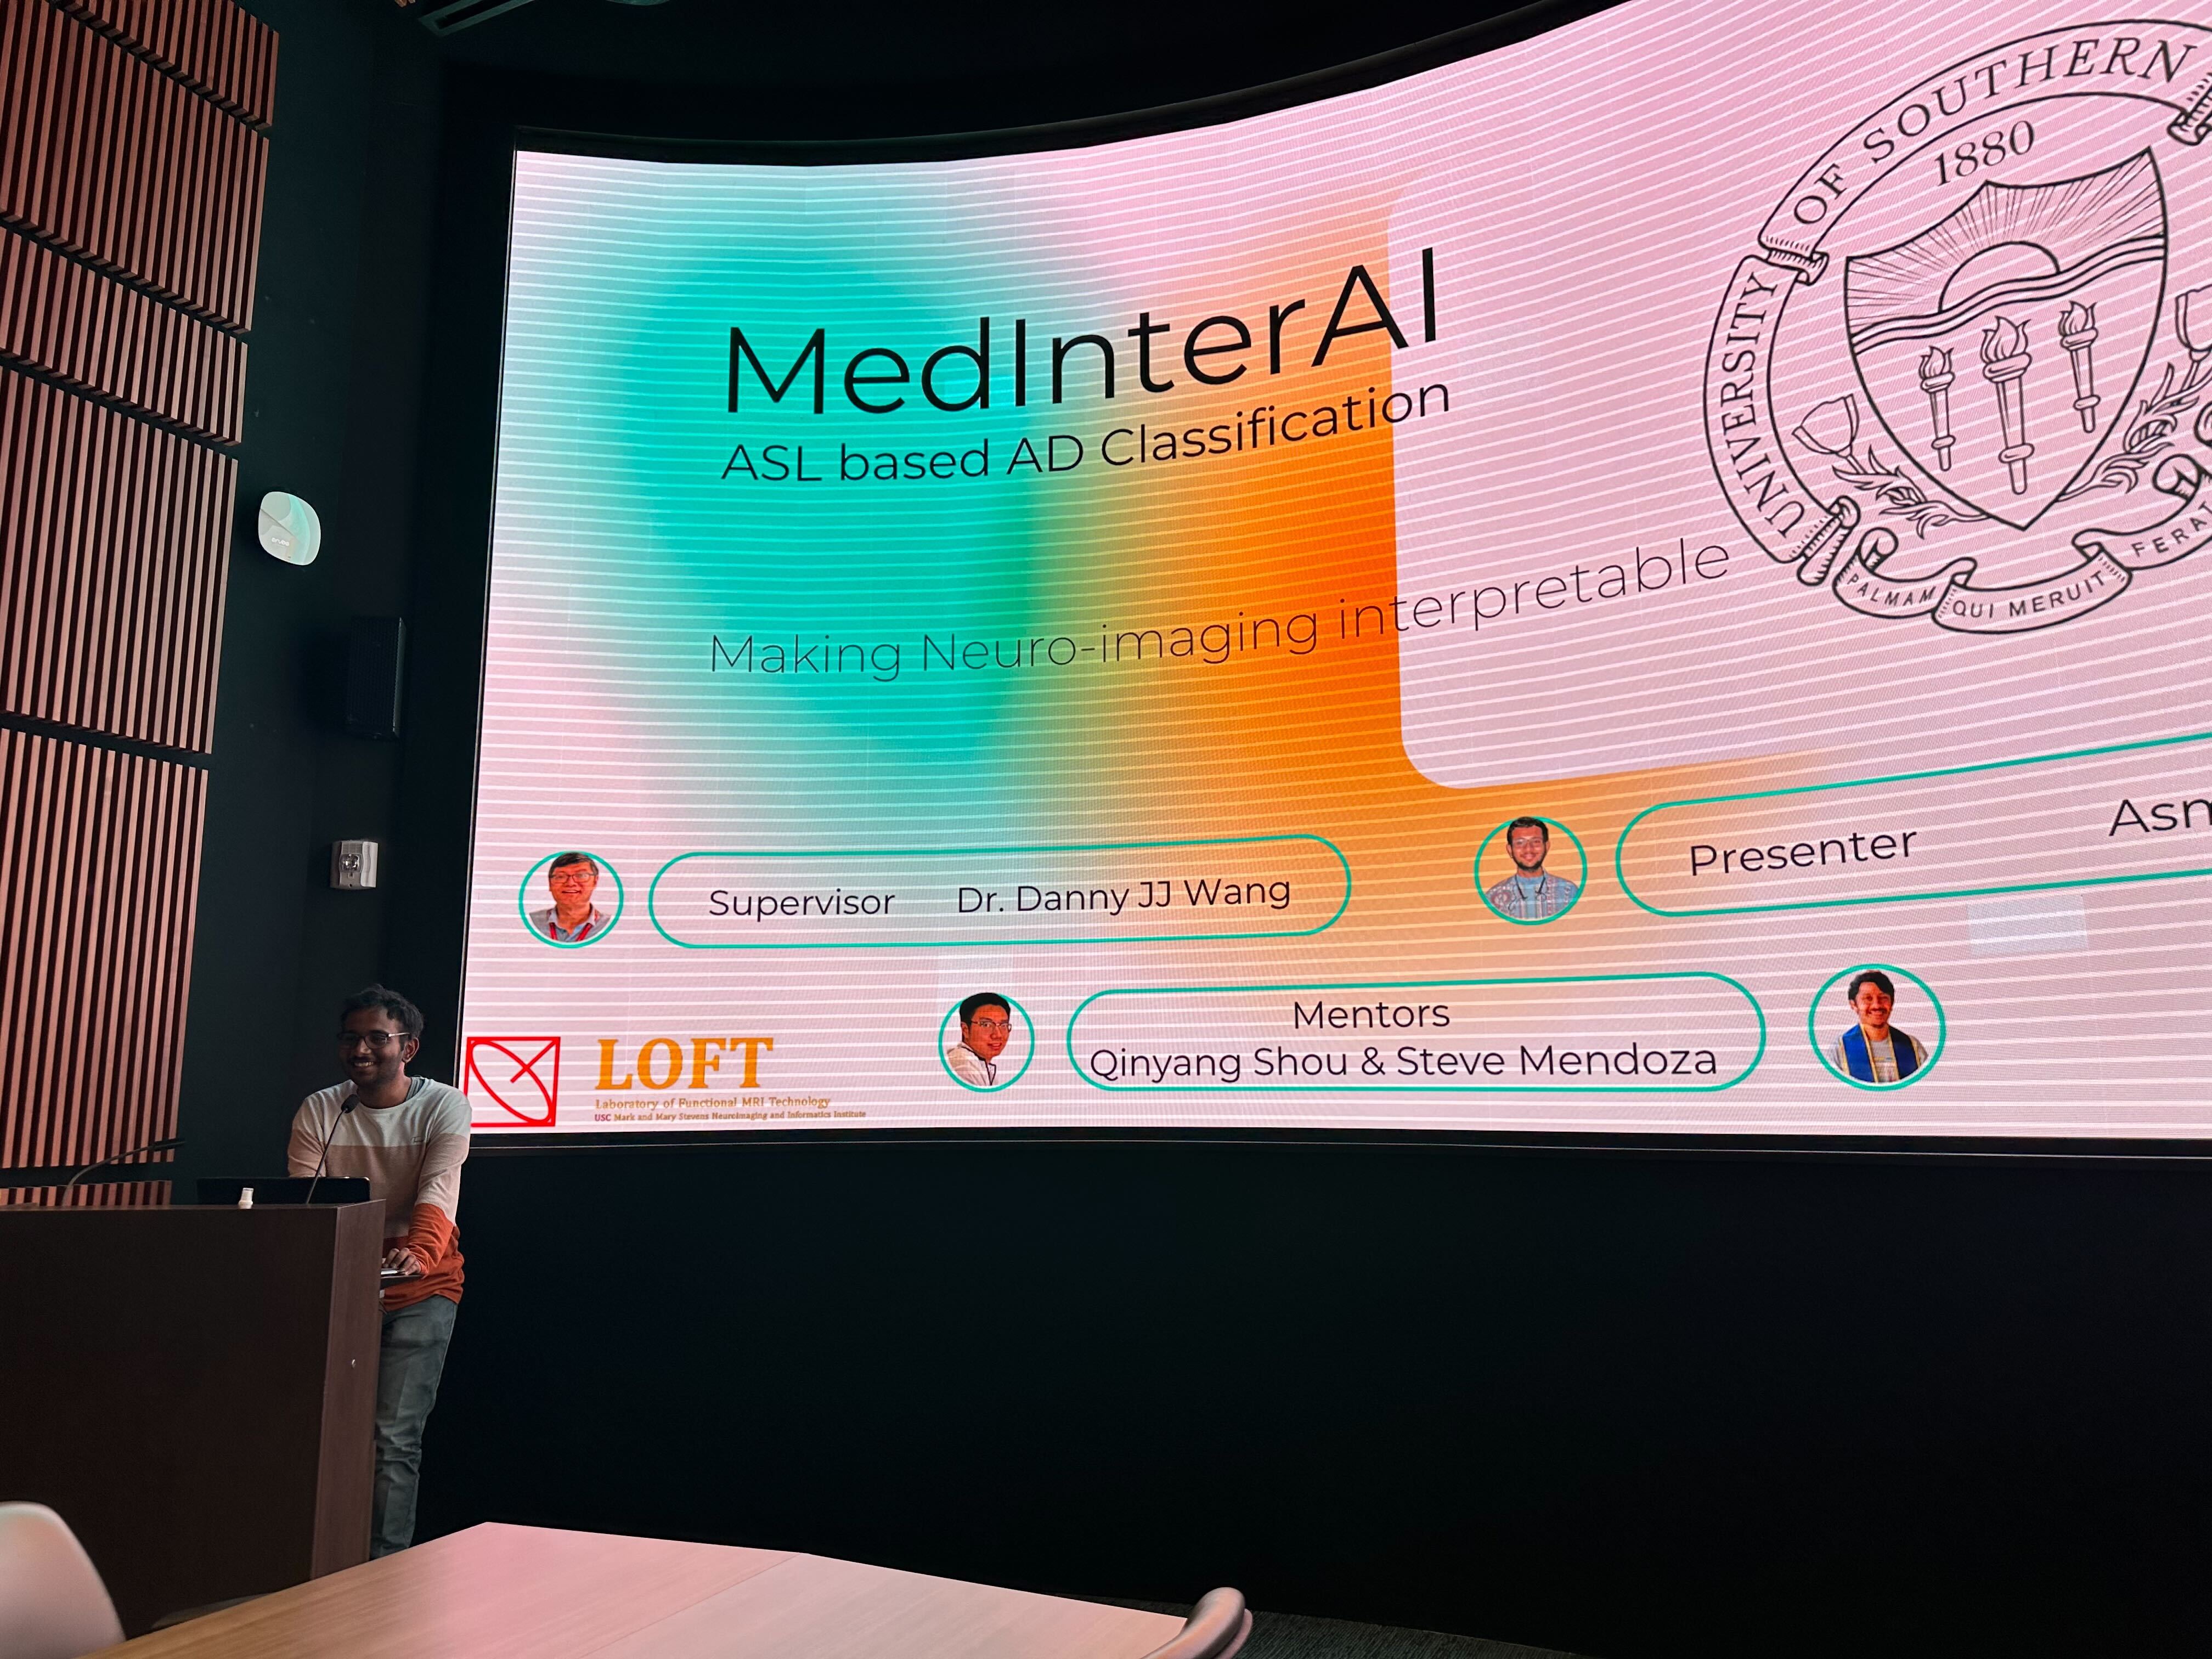 MedInterAI
ASL based AD Classification
Making Neuro-imaging interpretable
UNIVERSITY OF SOUTHERN
1880
PALMAM QUI MERUIT
Supervisor Dr. Danny JJ Wang
Presenter
Mentors
Qinyang Shou & Steve Mendoza
LOFT
Laboratory of Functional MRI Technology
USC Mark and Mary Stevens Neuroimaging and Informatics Institute